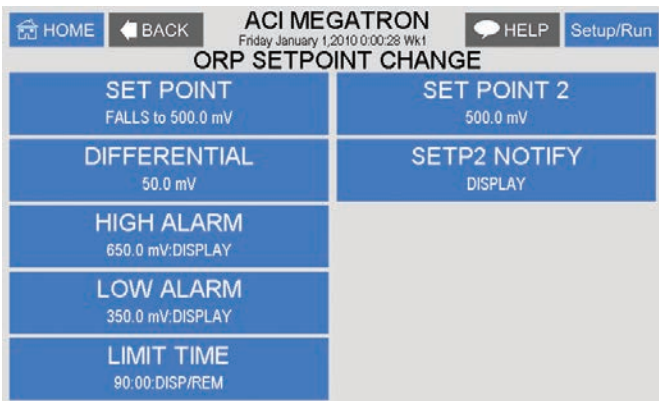 HOME
BACK
ACI MEGATRON
Friday January 1,2010 0:00:28 Wk1
HELP
Setup/Run
ORP SETPOINT CHANGE
SET POINT
FALLS to 500.0 mV
SET POINT 2
500.0 mV
DIFFERENTIAL
50.0 mV
SETP2 NOTIFY
DISPLAY
HIGH ALARM
650.0 mV:DISPLAY
LOW ALARM
350.0 mV:DISPLAY
LIMIT TIME
90:00:DISP/REM